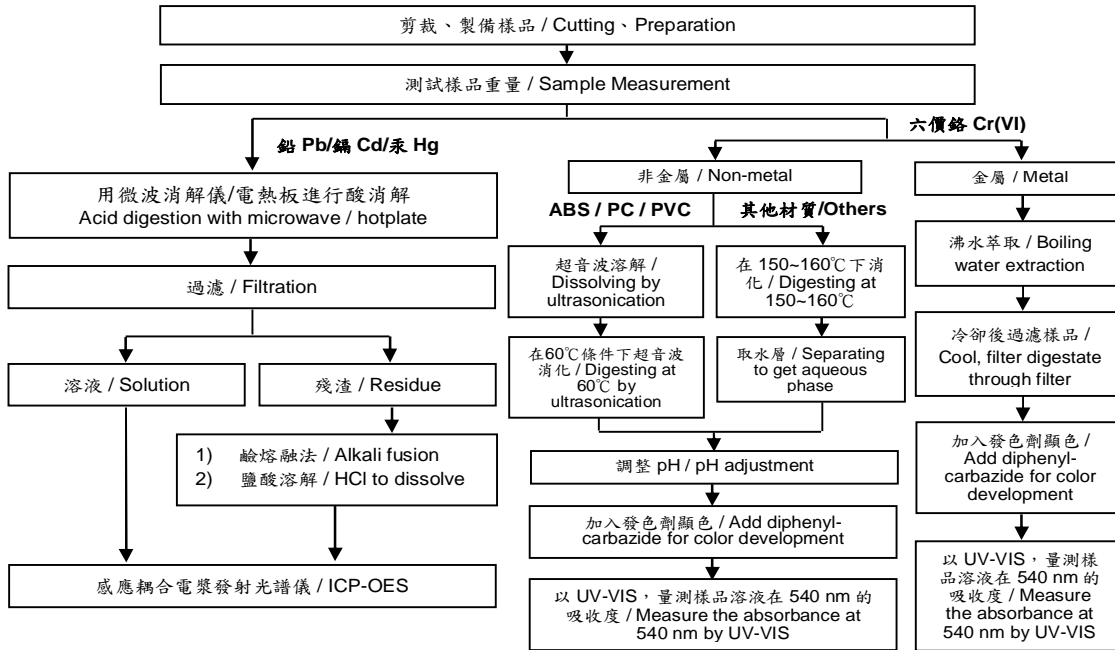 剪裁、製備樣品 / Cutting、Preparation
測試樣品重量 / Sample Measurement
鉛 Pb/鎘 Cd/汞 Hg
六價鉻 Cr(VI)
用微波消解儀/電熱板進行酸消解
Acid digestion with microwave / hotplate
過濾 / Filtration
溶液 / Solution
殘渣 / Residue
1) 鹼熔融法 / Alkali fusion
2) 鹽酸溶解 / HCl to dissolve
感應耦合電漿發射光譜儀 / ICP-OES
非金屬 / Non-metal
ABS / PC / PVC
其他材質/Others
超音波溶解 /
Dissolving by
ultrasonication
在 150~160℃下消
化 / Digesting at
150~160℃
在60℃條件下超音波
消化 / Digesting at
60℃ by
ultrasonication
取水層 / Separating
to get aqueous
phase
調整 pH / pH adjustment
加入發色劑顯色 / Add diphenyl-
carbazide for color development
以 UV-VIS，量測樣品溶液在 540 nm 的
吸收度 / Measure the absorbance at
540 nm by UV-VIS
金屬 / Metal
沸水萃取 / Boiling
water extraction
冷卻後過濾樣品 /
Cool, filter digestate
through filter
加入發色劑顯色 /
Add diphenyl-
carbazide for color
development
以 UV-VIS，量測樣
品溶液在 540 nm 的
吸收度 / Measure
the absorbance at
540 nm by UV-VIS